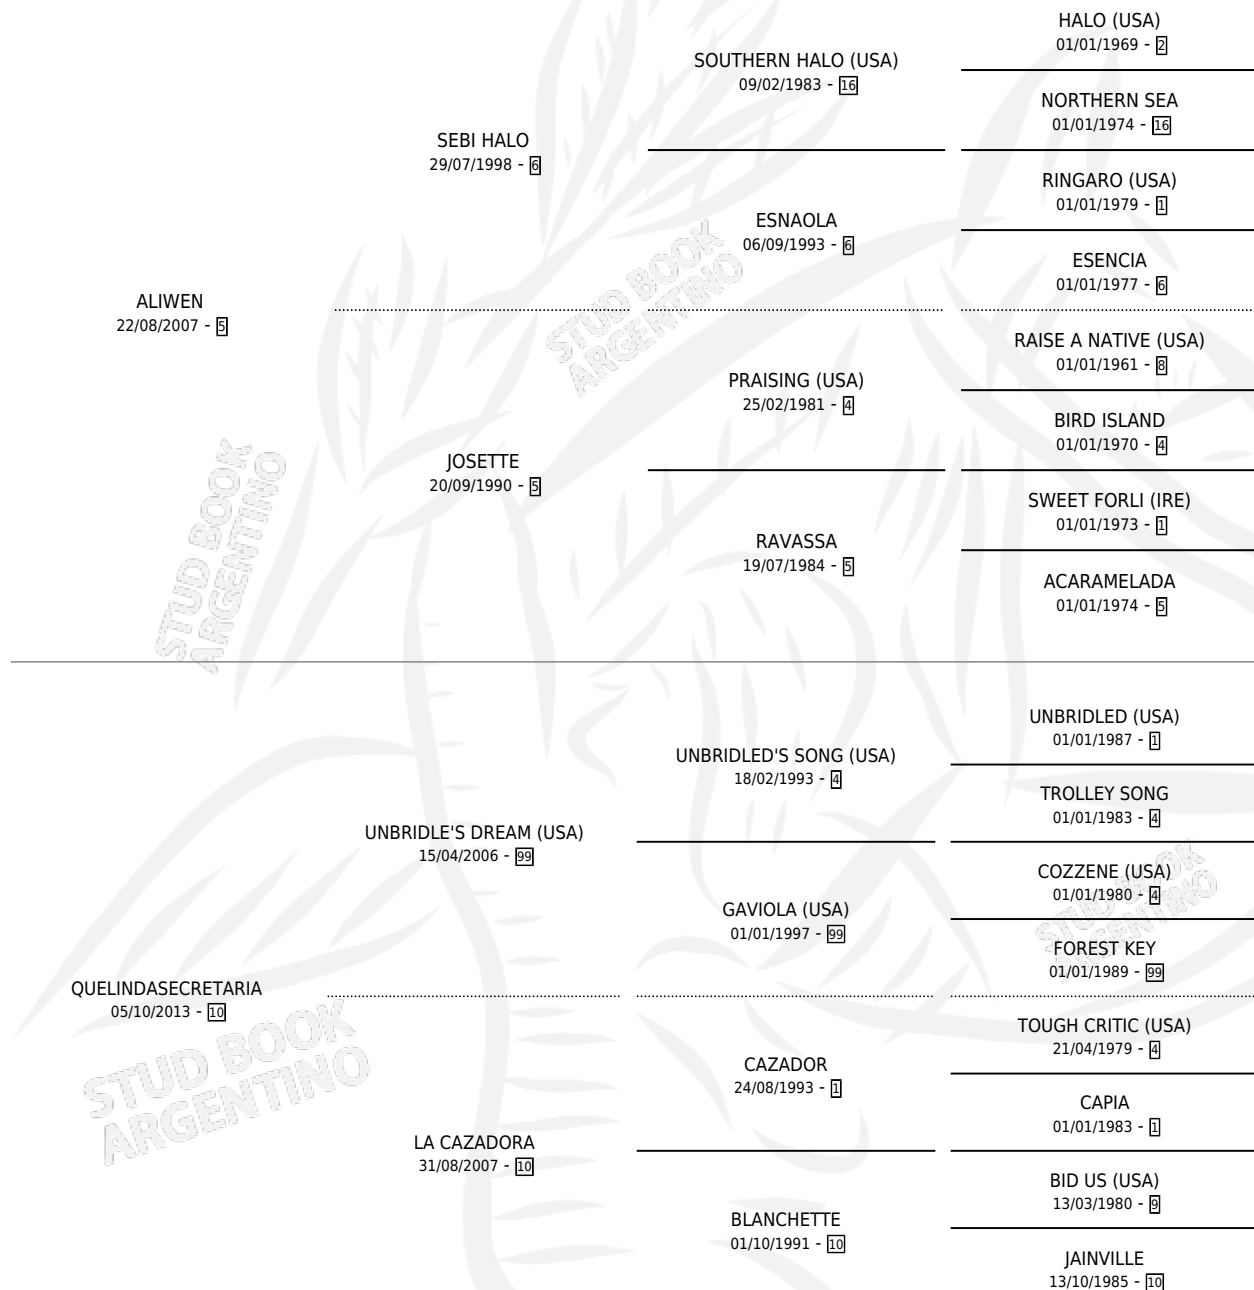 HALO (USA)
01/01/1969 - 2
SOUTHERN HALO (USA)
09/02/1983 - 16
NORTHERN SEA
01/01/1974 - 16
SEBI HALO
29/07/1998 - 6
RINGARO (USA)
01/01/1979 - 1
ESNAOLA
06/09/1993 - 6
ESENCIA
01/01/1977 - 6
ALIWEN
22/08/2007 - 5
RAISE A NATIVE (USA)
01/01/1961 - 8
PRAISING (USA)
25/02/1981 - 4
BIRD ISLAND
01/01/1970 - 4
JOSETTE
20/09/1990 - 5
SWEET FORLI (IRE)
01/01/1973 - 1
RAVASSA
19/07/1984 - 5
ACARAMELADA
01/01/1974 - 5
STUD BOOK
ARGENTINO
STUD BOOK
ARGENTINO
UNBRIDLED (USA)
01/01/1987 - 1
UNBRIDLED'S SONG (USA)
18/02/1993 - 4
TROLLEY SONG
01/01/1983 - 4
UNBRIDLE'S DREAM (USA)
15/04/2006 - 99
COZZENE (USA)
01/01/1980 - 4
GAVIOLA (USA)
01/01/1997 - 99
FOREST KEY
01/01/1989 - 99
QUELINDASECRETARIA
05/10/2013 - 10
TOUGH CRITIC (USA)
21/04/1979 - 4
CAZADOR
24/08/1993 - 1
CAPIA
01/01/1983 - 1
LA CAZADORA
31/08/2007 - 10
BID US (USA)
13/03/1980 - 9
BLANCHETTE
01/10/1991 - 10
JAINVILLE
13/10/1985 - 10
STUD BOOK
ARGENTINO
STUD BOOK
ARGENTINO